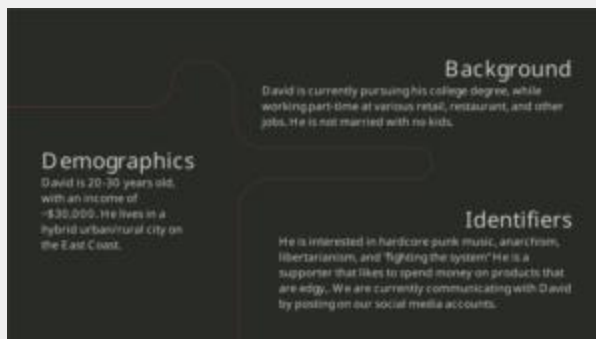 Background
David is currently pursuing his college degree, while
working part-time at various retail, restaurant, and other
jobs. He is not married with no kids.
Demographics
David is 20-30 years old,
with an income of
~$30,000. He lives in a
hybrid urban/rural city on
the East Coast.
Identifiers
He is interested in hardcore punk music, anarchism,
libertarianism, and "fighting the system" He is a
supporter that likes to spend money on products that
are edgy,. We are currently communicating with David
by posting on our social media accounts.